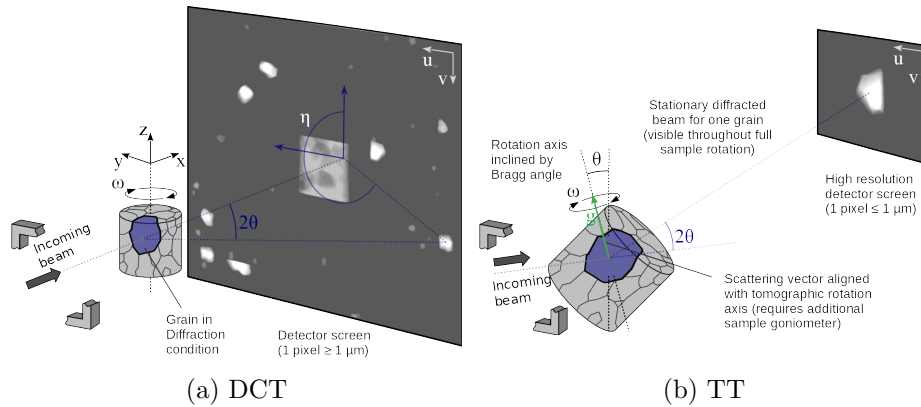 u
v
η
z
y
x
ω
2θ
Incoming
beam
Grain in
Diffraction
condition
Detector screen
(1 pixel ≥ 1 μm)
(a) DCT
u
v
Stationary diffracted
beam for one grain
(visible throughout full
sample rotation)
Rotation axis
inclined by
Bragg angle
θ
ω
g
High resolution
detector screen
(1 pixel ≤ 1 μm)
2θ
Incoming
beam
Scattering vector aligned
with tomographic rotation
axis (requires additional
sample goniometer)
(b) TT